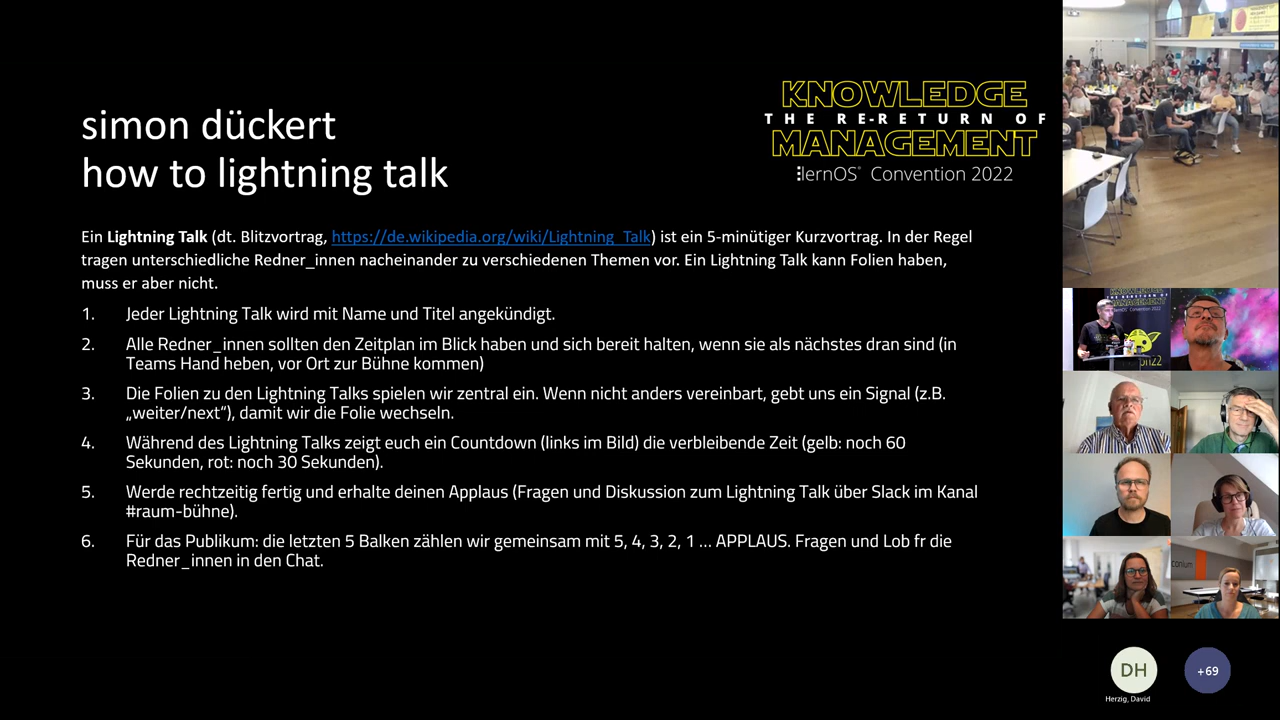 simon dückert
how to lightning talk
KNOWLEDGE
THE RE-RETURN OF
MANAGEMENT
lernOS® Convention 2022
Ein Lightning Talk (dt. Blitzvortrag, https://de.wikipedia.org/wiki/Lightning_Talk) ist ein 5-minütiger Kurzvortrag. In der Regel
tragen unterschiedliche Redner_innen nacheinander zu verschiedenen Themen vor. Ein Lightning Talk kann Folien haben,
muss er aber nicht.
1. Jeder Lightning Talk wird mit Name und Titel angekündigt.
2. Alle Redner_innen sollten den Zeitplan im Blick haben und sich bereit halten, wenn sie als nächstes dran sind (in
Teams Hand heben, vor Ort zur Bühne kommen)
3. Die Folien zu den Lightning Talks spielen wir zentral ein. Wenn nicht anders vereinbart, gebt uns ein Signal (z.B.
„weiter/next“), damit wir die Folie wechseln.
4. Während des Lightning Talks zeigt euch ein Countdown (links im Bild) die verbleibende Zeit (gelb: noch 60
Sekunden, rot: noch 30 Sekunden).
5. Werde rechtzeitig fertig und erhalte deinen Applaus (Fragen und Diskussion zum Lightning Talk über Slack im Kanal
#raum-bühne).
6. Für das Publikum: die letzten 5 Balken zählen wir gemeinsam mit 5, 4, 3, 2, 1 … APPLAUS. Fragen und Lob fr die
Redner_innen in den Chat.
KNOWLEDGE
THE RE-RETURN OF
MANAGEMENT
lernOS Convention 2022
DH
+69
Herzig, David